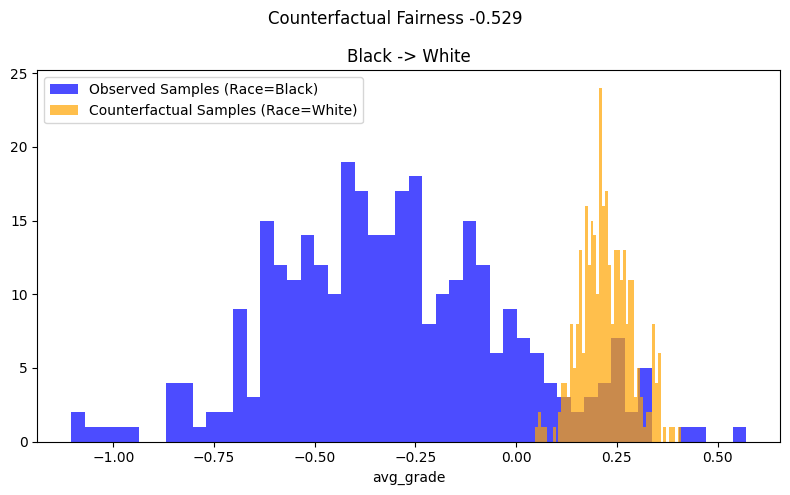 Counterfactual Fairness -0.529
Black -> White
25
20
15
10
5
0
Observed Samples (Race=Black)
Counterfactual Samples (Race=White)
−1.00 −0.75 −0.50 −0.25 0.00 0.25 0.50
avg_grade